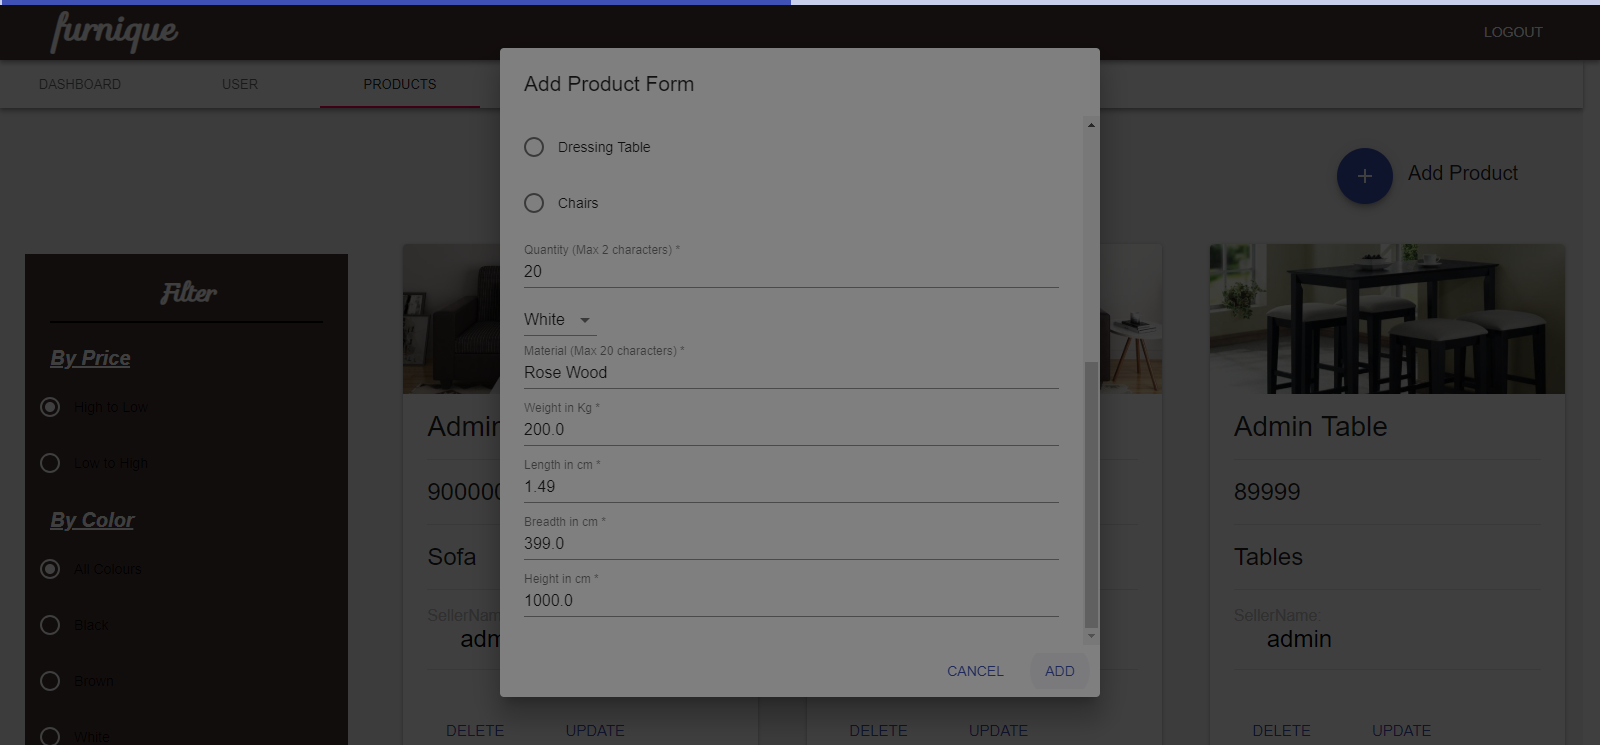 furnique
LOGOUT
DASHBOARD
USER
PRODUCTS
Add Product
Filter
By Price
High to Low
Low to High
By Color
All Colours
Black
Brown
White
Add Product Form
Dressing Table
Chairs
Quantity (Max 2 characters) *
20
White
Material (Max 20 characters) *
Rose Wood
Weight in Kg *
200.0
Length in cm *
1.49
Breadth in cm *
399.0
Height in cm *
1000.0
CANCEL
ADD
Sofa
DELETE
UPDATE
DELETE
UPDATE
Admin Table
89999
Tables
SellerName
admin
DELETE
UPDATE